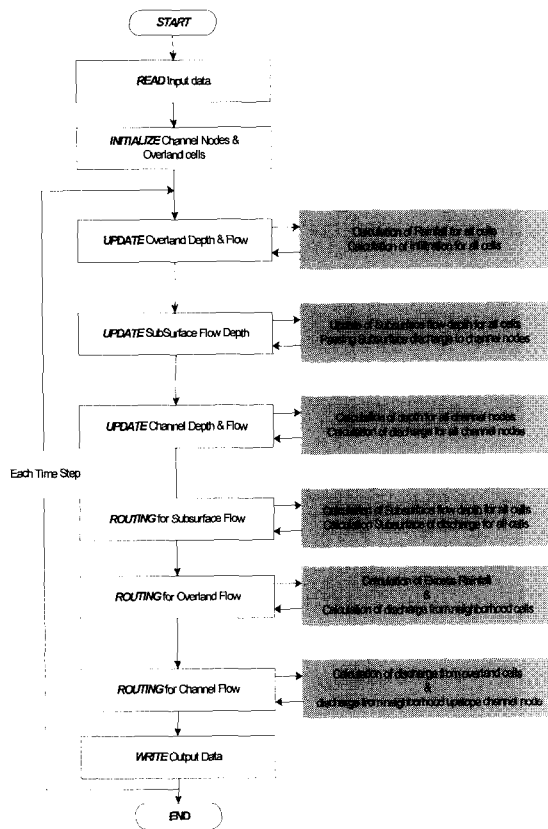 START
READ Input data
INITIALIZE Channel Nodes &
Overland cells
UPDATE Overland Depth & Flow
Calculation of Rainfall for all cells
Calculation of Infiltration for all cells
UPDATE SubSurface Flow Depth
Update of Subsurface flow depth for all cells
Passing Subsurface discharge to channel nodes
UPDATE Channel Depth & Flow
Calculation of depth for all channel nodes
Calculation of discharge for all channel nodes
Each Time Step
ROUTING for Subsurface Flow
Calculation of Subsurface flow depth for all cells
Calculation Subsurface of discharge for all cells
ROUTING for Overland Flow
Calculation of Excess Rainfall
&
Calculation of discharge from neighborhood cells
ROUTING for Channel Flow
Calculation of discharge from overland cells
&
discharge from neighborhood upslope channel node
WRITE Output Data
END